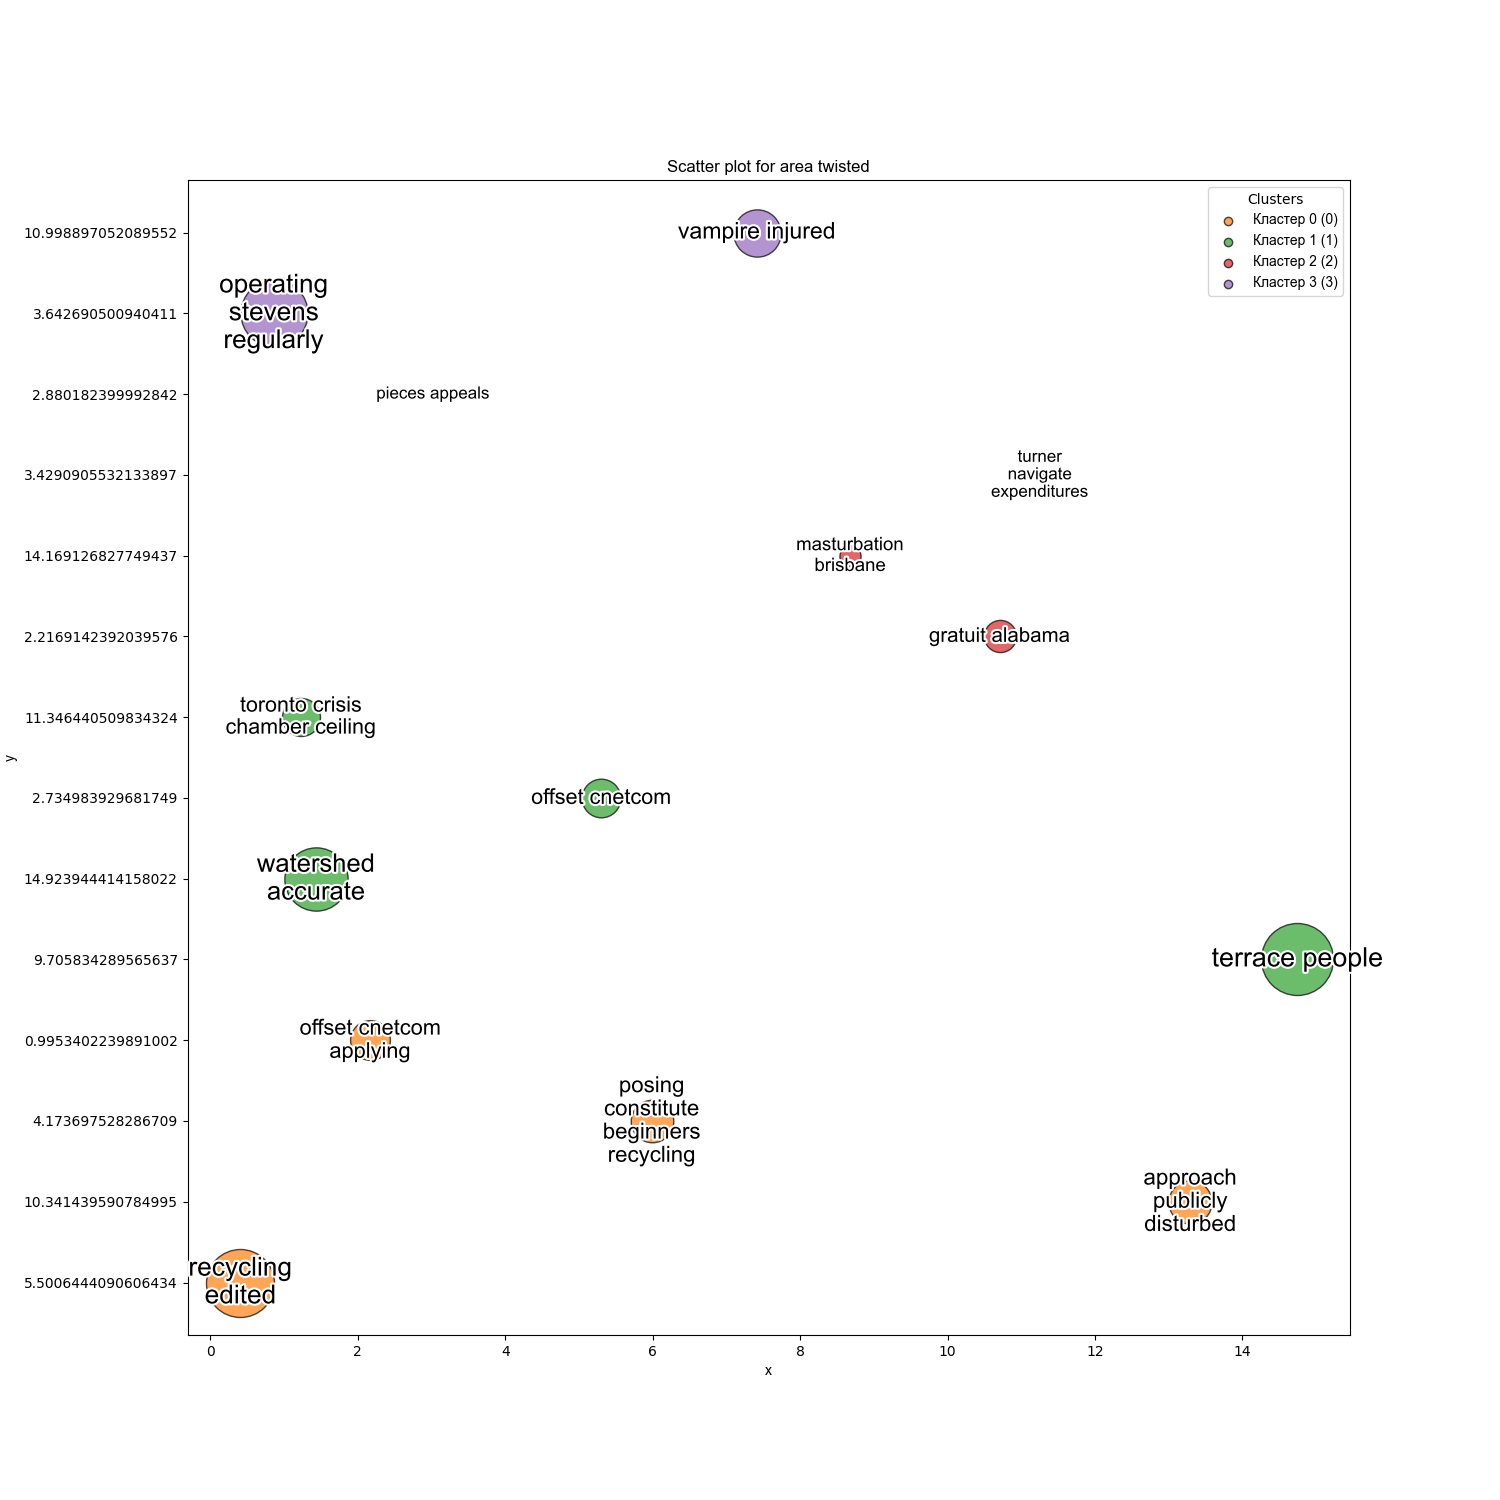 Scatter plot for area twisted
Clusters
Кластер 0 (0)
Кластер 1 (1)
Кластер 2 (2)
Кластер 3 (3)
10.998897052089552
3.642690500940411
2.880182399992842
3.4290905532133897
14.169126827749437
2.2169142392039576
11.346440509834324
2.734983929681749
14.923944414158022
9.705834289565637
0.9953402239891002
4.173697528286709
10.341439590784995
5.5006444090606434
y
vampire injured
operating
stevens
regularly
pieces appeals
turner
navigate
expenditures
masturbation
brisbane
gratuit alabama
toronto crisis
chamber ceiling
offset cnetcom
watershed
accurate
terrace people
offset cnetcom
applying
posing
constitute
beginners
recycling
approach
publicly
disturbed
recycling
edited
0 2 4 6 8 10 12 14
x